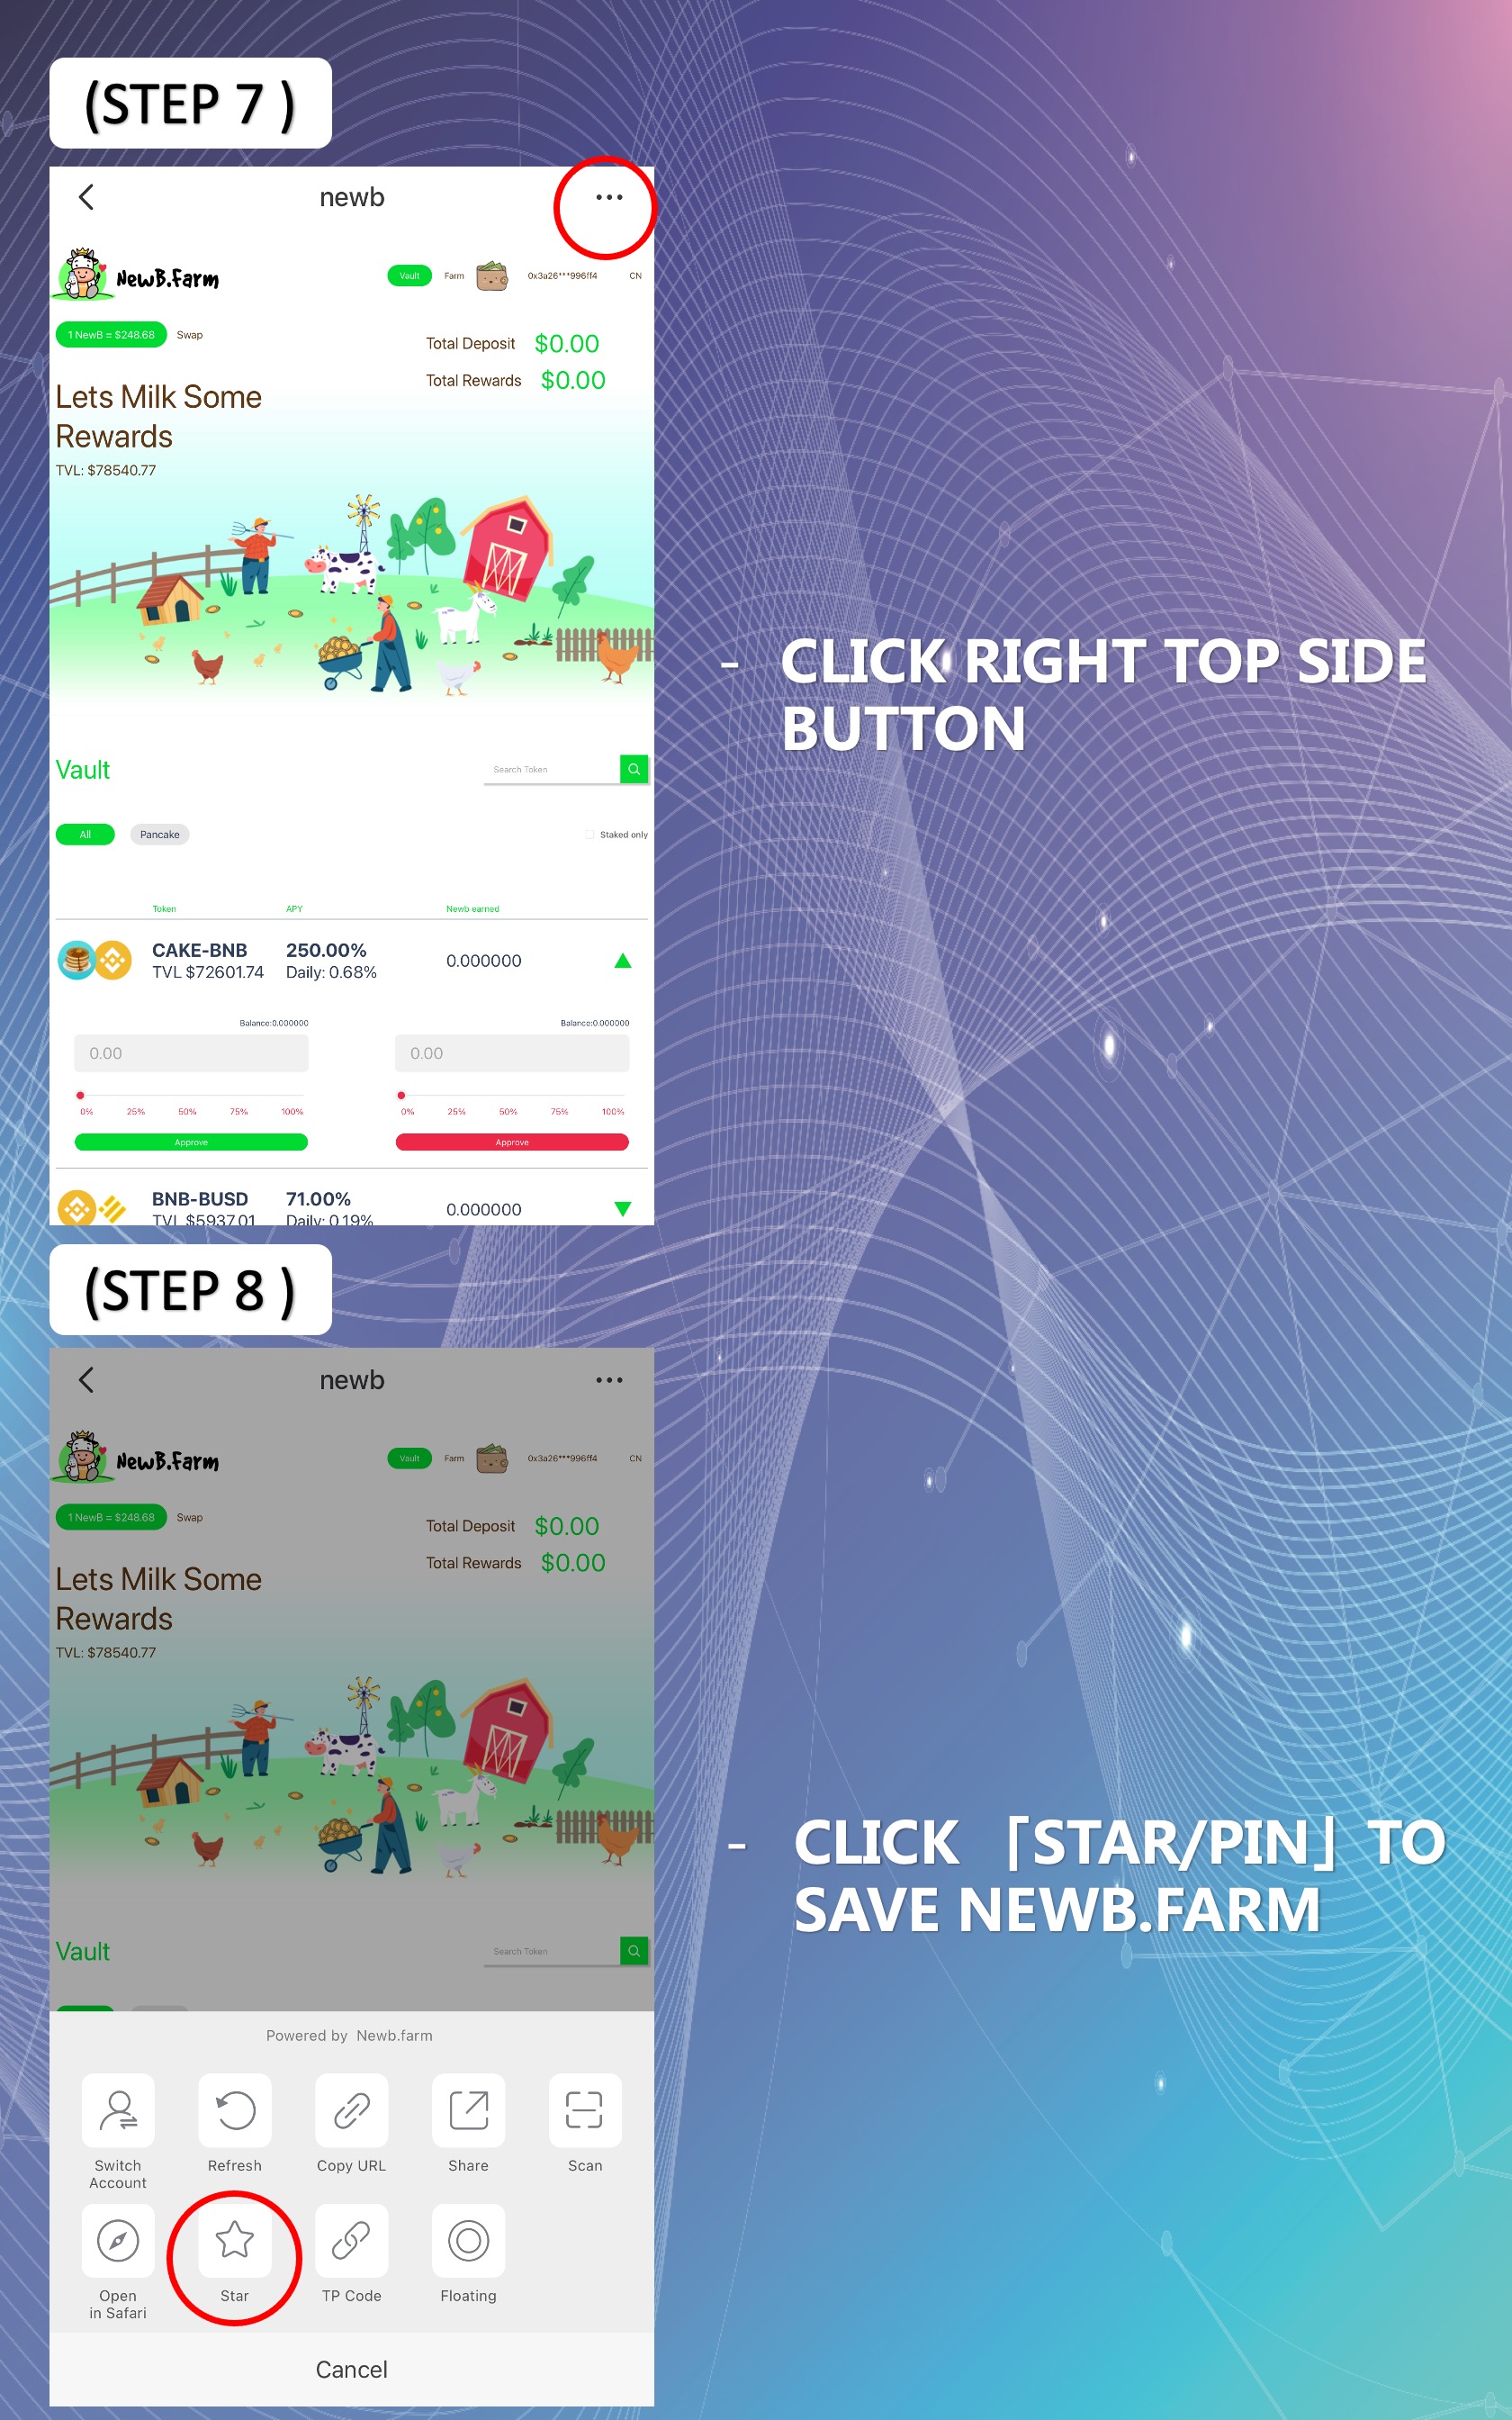 (STEP 7 )
newb
•••
NewB.Farm
Vault Farm 0x3a26***996ff4 CN
1 NewB = $248.68 Swap
Total Deposit $0.00
Total Rewards $0.00
Lets Milk Some
Rewards
TVL: $78540.77
- CLICK RIGHT TOP SIDE
BUTTON
Vault
Search Token
All Pancake
Staked only
Token APY Newb earned
CAKE-BNB 250.00% 0.000000
TVL $72601.74 Daily: 0.68%
Balance:0.000000 Balance:0.000000
0.00 0.00
0% 25% 50% 75% 100% 0% 25% 50% 75% 100%
Approve Approve
BNB-BUSD 71.00% 0.000000
TVL $5937.01 Daily: 0.19%
(STEP 8 )
newb
•••
NewB.Farm
Vault Farm 0x3a26***996ff4 CN
1 NewB = $248.68 Swap
Total Deposit $0.00
Total Rewards $0.00
Lets Milk Some
Rewards
TVL: $78540.77
- CLICK 「STAR/PIN」TO
SAVE NEWB.FARM
Vault
Search Token
Powered by Newb.farm
Switch
Account
Refresh
Copy URL
Share
Scan
Open
in Safari
Star
TP Code
Floating
Cancel